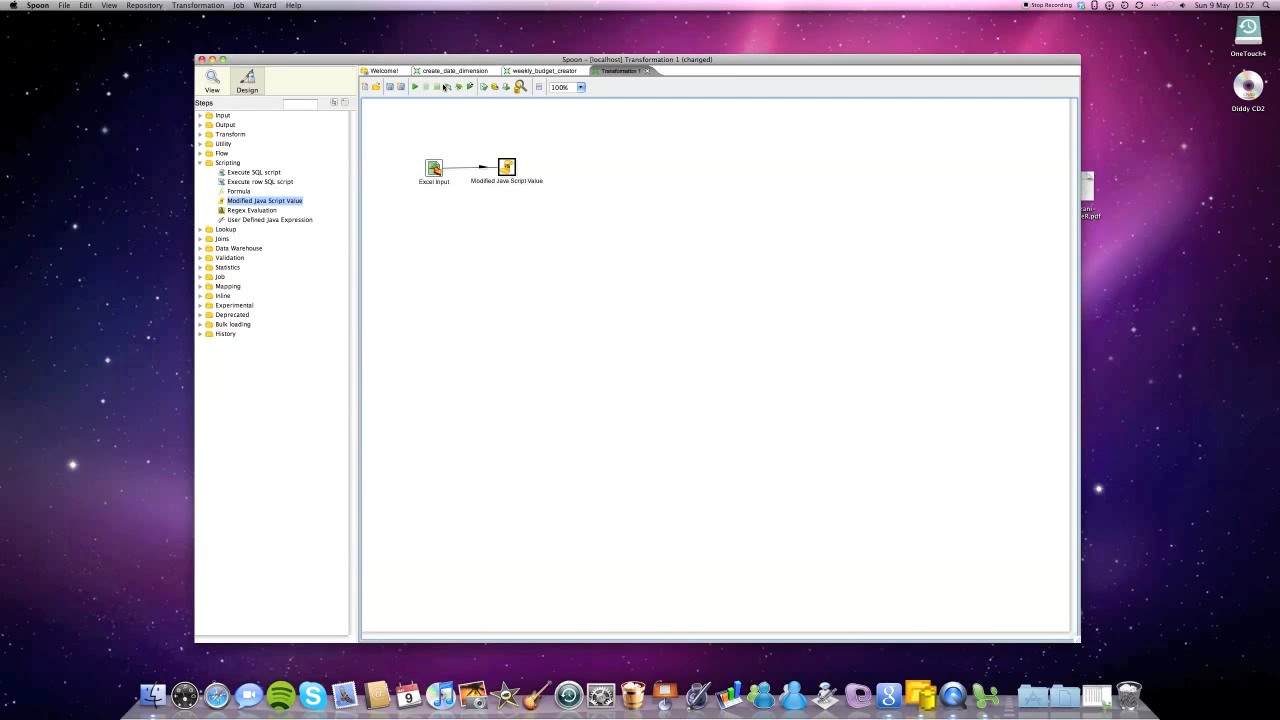 Spoon File Edit View Repository Transformation Job Wizard Help
Stop Recording
Sun 9 May 10:57
OneTouch4
Diddy CD2
Spoon - [localhost] Transformation 1 (changed)
View
Design
Welcome!
create_date_dimension
weekly_budget_creator
Transformation 1
100%
Steps
Input
Output
Transform
Utility
Flow
Scripting
Execute SQL script
Execute row SQL script
Formula
Modified Java Script Value
Regex Evaluation
User Defined Java Expression
Lookup
Joins
Data Warehouse
Validation
Statistics
Job
Mapping
Inline
Experimental
Deprecated
Bulk loading
History
Excel Input
Modified Java Script Value
9